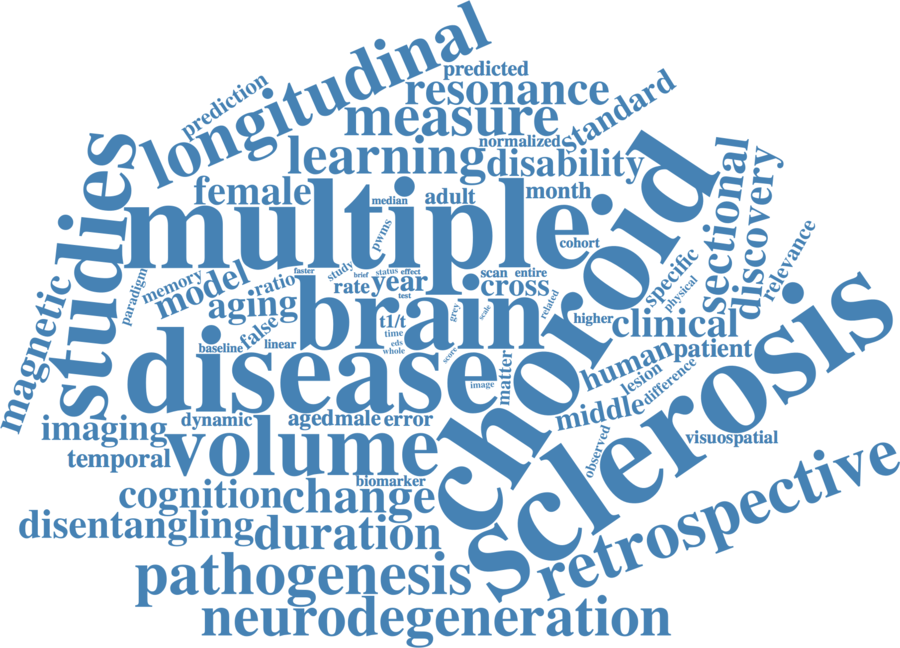 longitudinal
predicted
prediction
resonance
measure
standard
normalized
learning
disability
studies
female
median
adult
month
multiple
choroid
sectional
discovery
pwms
cohort
relevance
paradigm
memory
model
ratio
faster
study
brief
status
effect
scan
entire
specific
physical
magnetic
aging
rate
year
test
cross
brain
grey
scale
related
higher
clinical
false
linear
baseline
t1/t
time
eds
whole
score
disease
image
matter
human
patient
lesion
difference
sclerosis
middle
imaging
dynamic
aged
male
error
observed
visuospatial
temporal
volume
biomarker
cognition
change
retrospective
disentangling
duration
pathogenesis
neurodegeneration